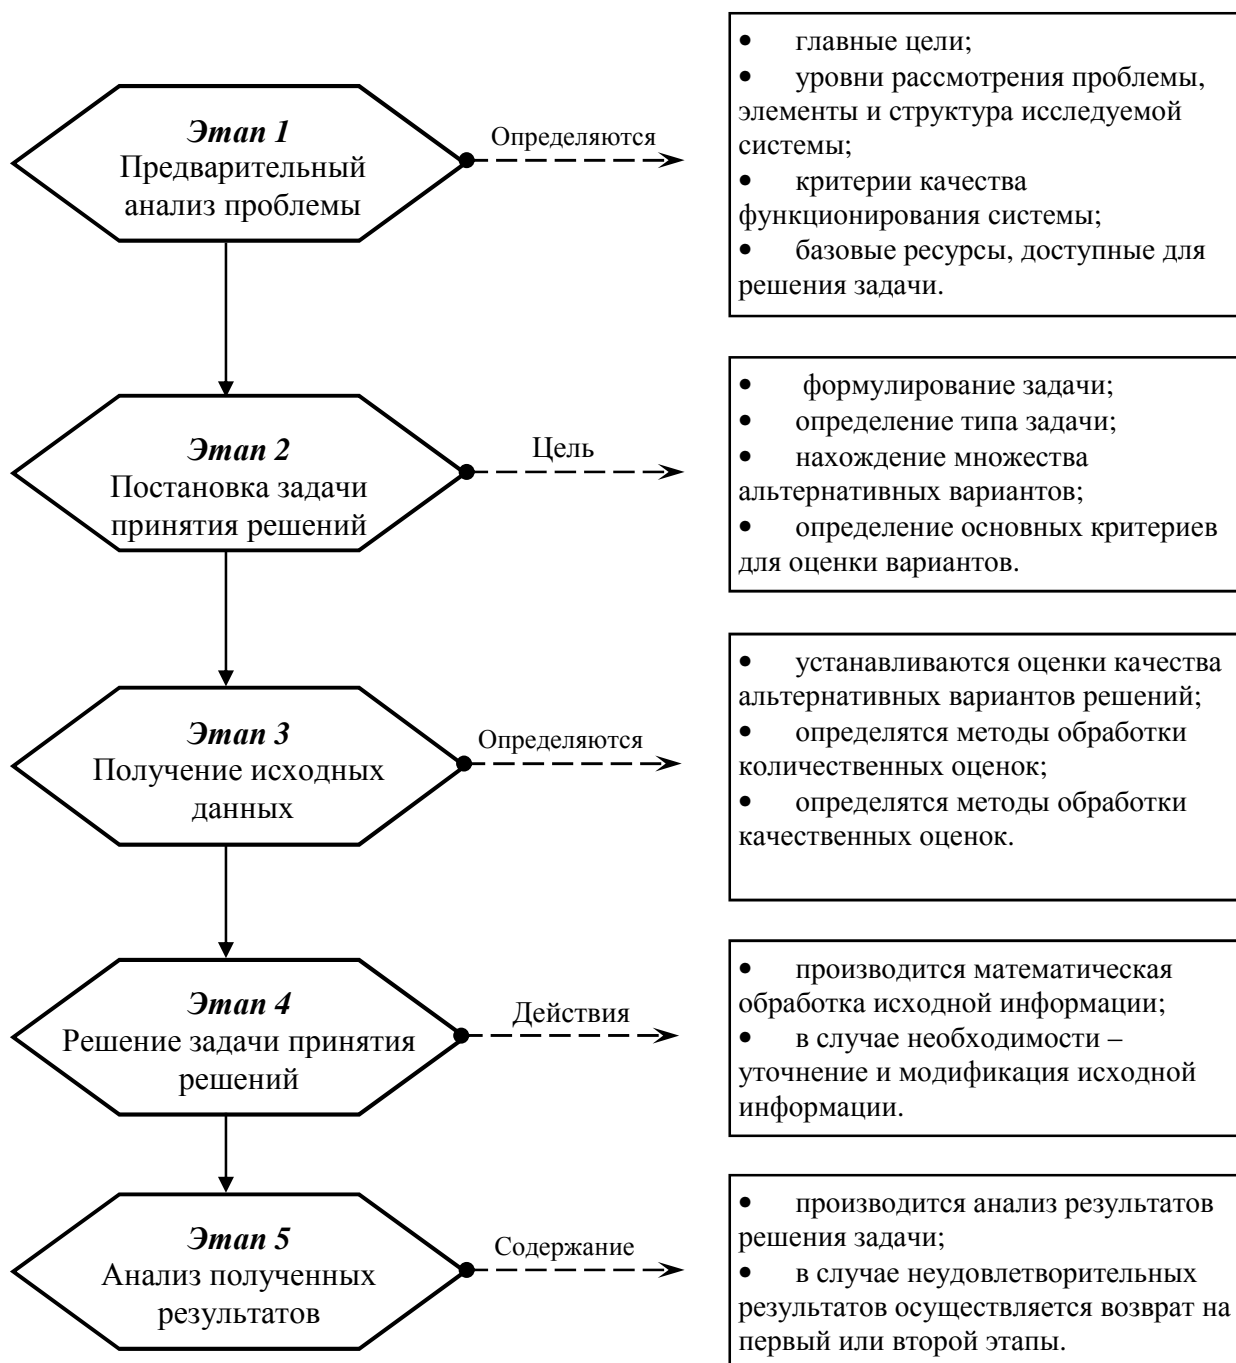 Этап 1
Предварительный
анализ проблемы
Определяются
• главные цели;
• уровни рассмотрения проблемы,
элементы и структура исследуемой
системы;
• критерии качества
функционирования системы;
• базовые ресурсы, доступные для
решения задачи.
Этап 2
Постановка задачи
принятия решений
Цель
• формулирование задачи;
• определение типа задачи;
• нахождение множества
альтернативных вариантов;
• определение основных критериев
для оценки вариантов.
Этап 3
Получение исходных
данных
Определяются
• устанавливаются оценки качества
альтернативных вариантов решений;
• определятся методы обработки
количественных оценок;
• определятся методы обработки
качественных оценок.
Этап 4
Решение задачи принятия
решений
Действия
• производится математическая
обработка исходной информации;
• в случае необходимости –
уточнение и модификация исходной
информации.
Этап 5
Анализ полученных
результатов
Содержание
• производится анализ результатов
решения задачи;
• в случае неудовлетворительных
результатов осуществляется возврат на
первый или второй этапы.